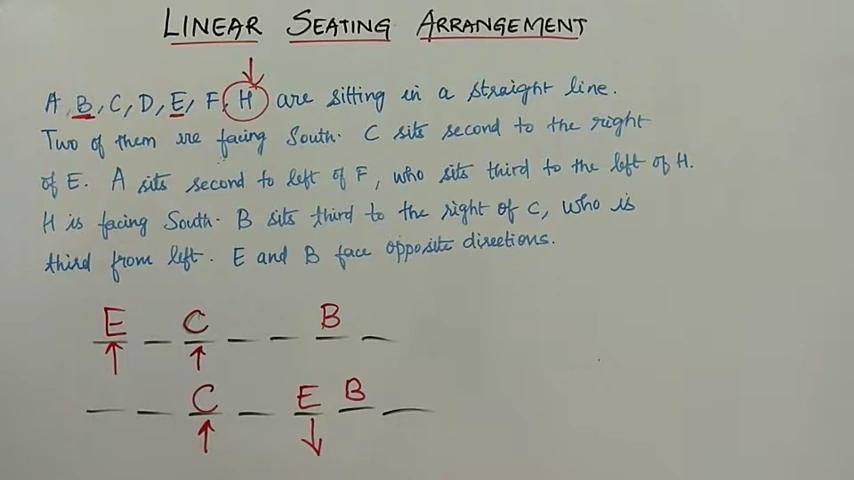 LINEAR SEATING ARRANGEMENT
A, B, C, D, E, F, H are sitting in a straight line.
Two of them are facing South. C sits second to the right
of E. A sits second to left of F, who sits third to the left of H.
H is facing South. B sits third to the right of C, who is
third from left. E and B face opposite directions.
E C B
C E B